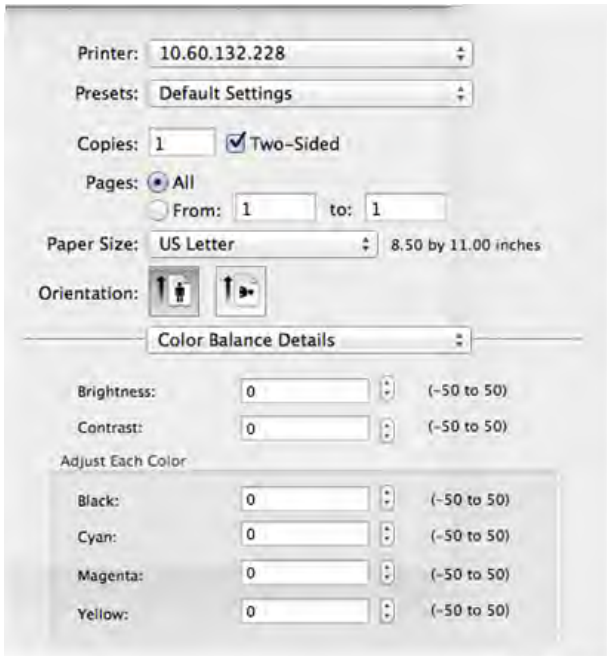 Printer: 10.60.132.228
Presets: Default Settings
Copies: 1 Two-Sided
Pages: All
From: 1 to: 1
Paper Size: US Letter 8.50 by 11.00 inches
Orientation:
Color Balance Details
Brightness: 0 (-50 to 50)
Contrast: 0 (-50 to 50)
Adjust Each Color
Black: 0 (-50 to 50)
Cyan: 0 (-50 to 50)
Magenta: 0 (-50 to 50)
Yellow: 0 (-50 to 50)